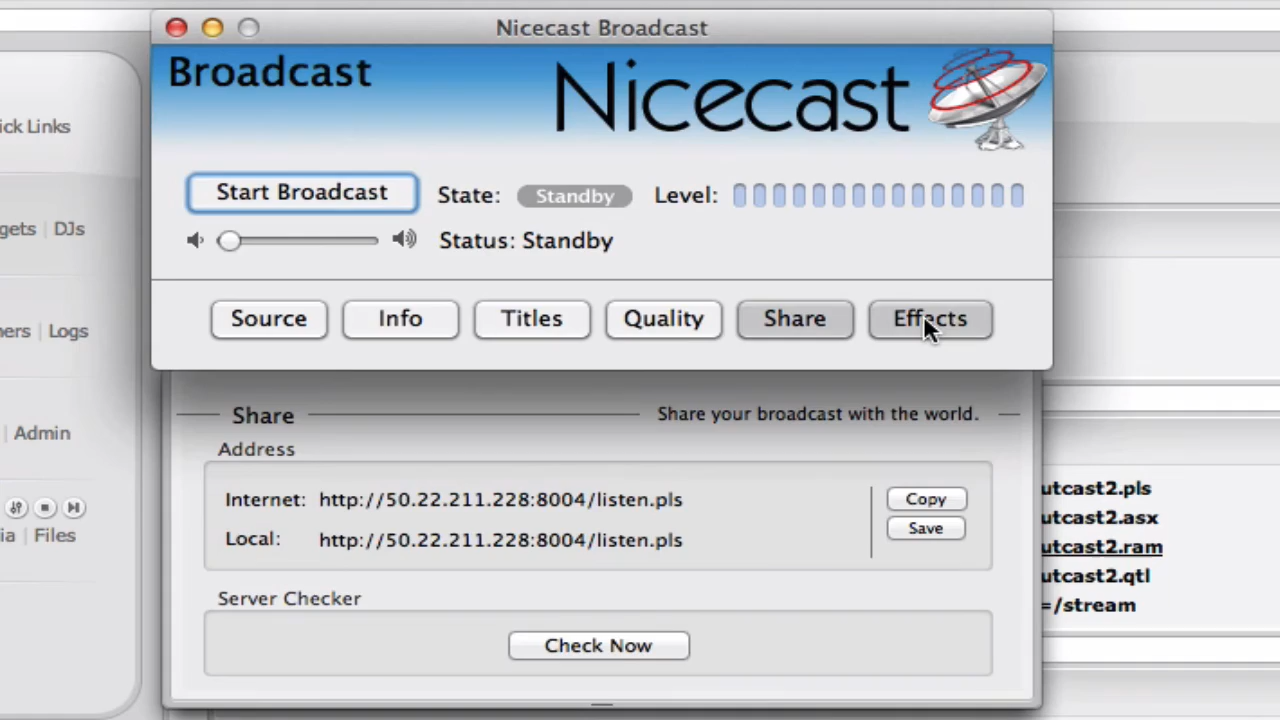 Nicecast Broadcast
Broadcast
Nicecast
Start Broadcast
State: Standby
Level:
Status: Standby
Source
Info
Titles
Quality
Share
Effects
Share
Share your broadcast with the world.
Address
Internet: http://50.22.211.228:8004/listen.pls
Copy
Local: http://50.22.211.228:8004/listen.pls
Save
Server Checker
Check Now
ick Links
gets | DJs
ners | Logs
| Admin
ia | Files
utcast2.pls
utcast2.asx
utcast2.ram
utcast2.qtl
=/stream